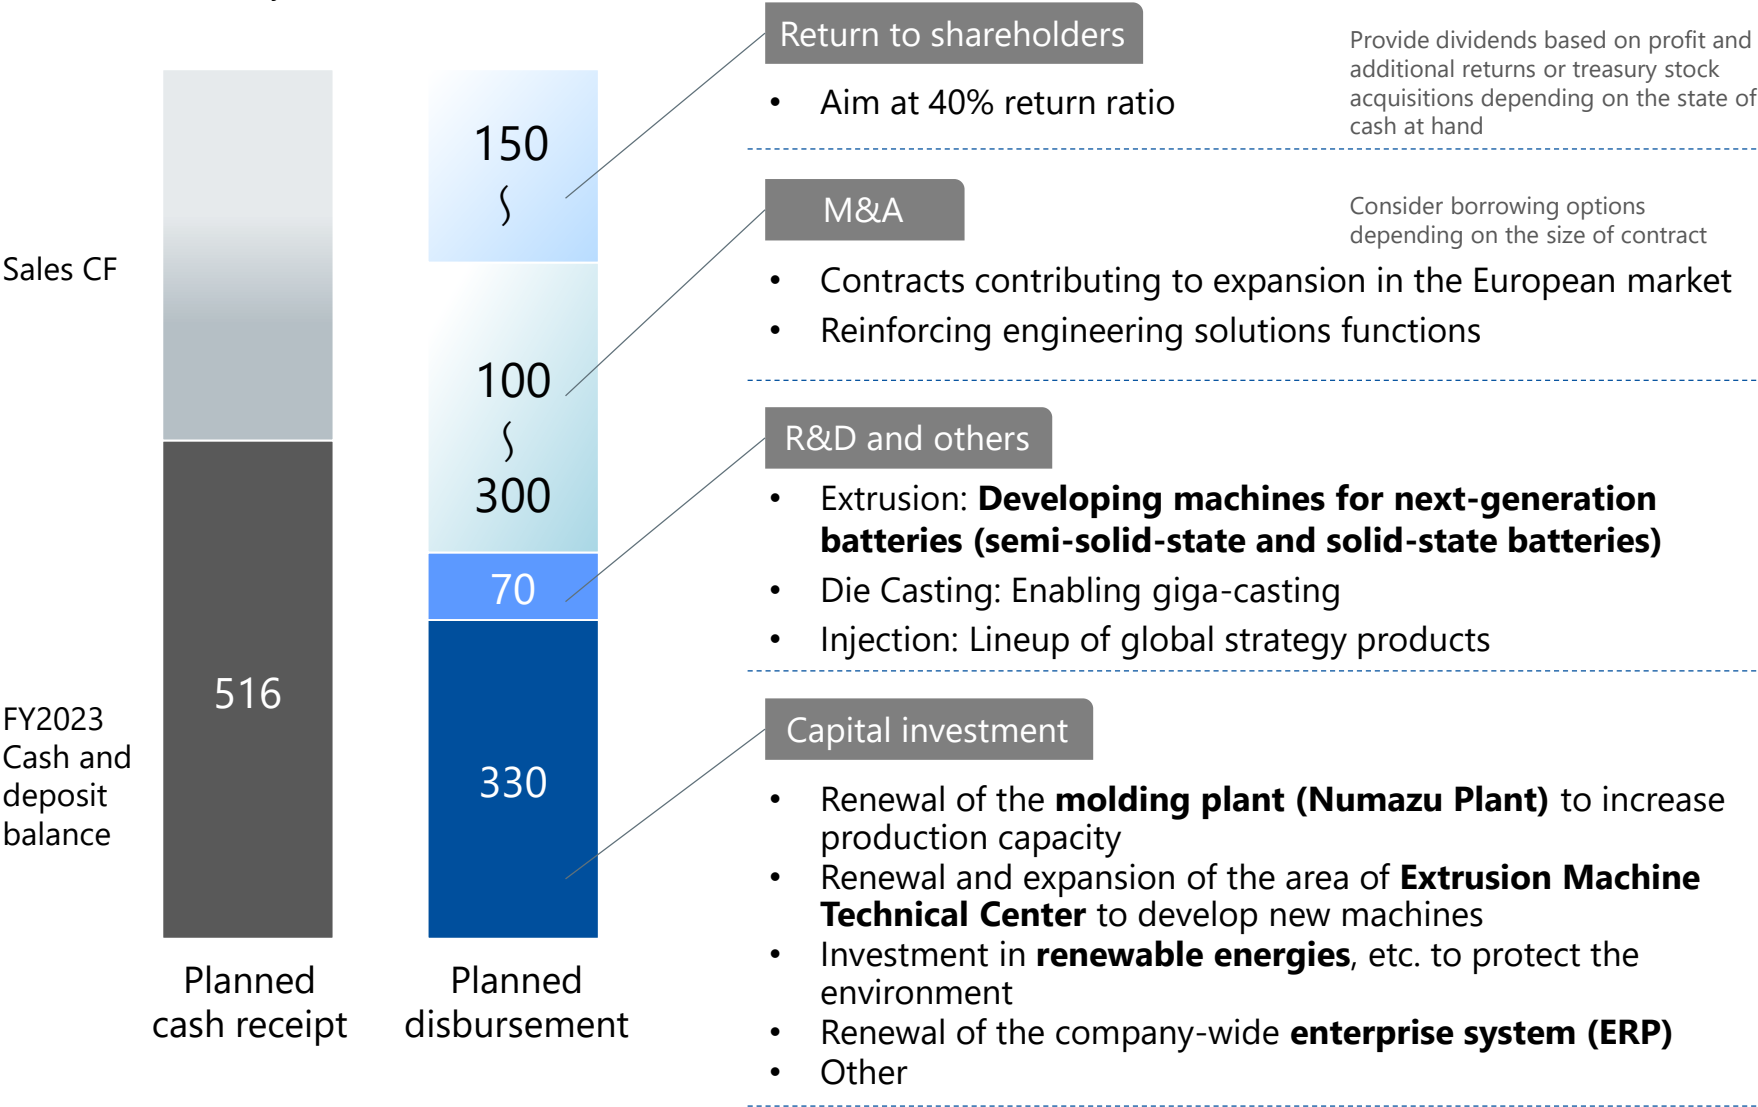 Sales CF
FY2023
Cash and
deposit
balance
516
Planned
cash receipt
150
〜
100
〜
300
70
330
Planned
disbursement
Return to shareholders
• Aim at 40% return ratio
Provide dividends based on profit and
additional returns or treasury stock
acquisitions depending on the state of
cash at hand
M&A
Consider borrowing options
depending on the size of contract
• Contracts contributing to expansion in the European market
• Reinforcing engineering solutions functions
R&D and others
• Extrusion: Developing machines for next-generation
batteries (semi-solid-state and solid-state batteries)
• Die Casting: Enabling giga-casting
• Injection: Lineup of global strategy products
Capital investment
• Renewal of the molding plant (Numazu Plant) to increase
production capacity
• Renewal and expansion of the area of Extrusion Machine
Technical Center to develop new machines
• Investment in renewable energies, etc. to protect the
environment
• Renewal of the company-wide enterprise system (ERP)
• Other